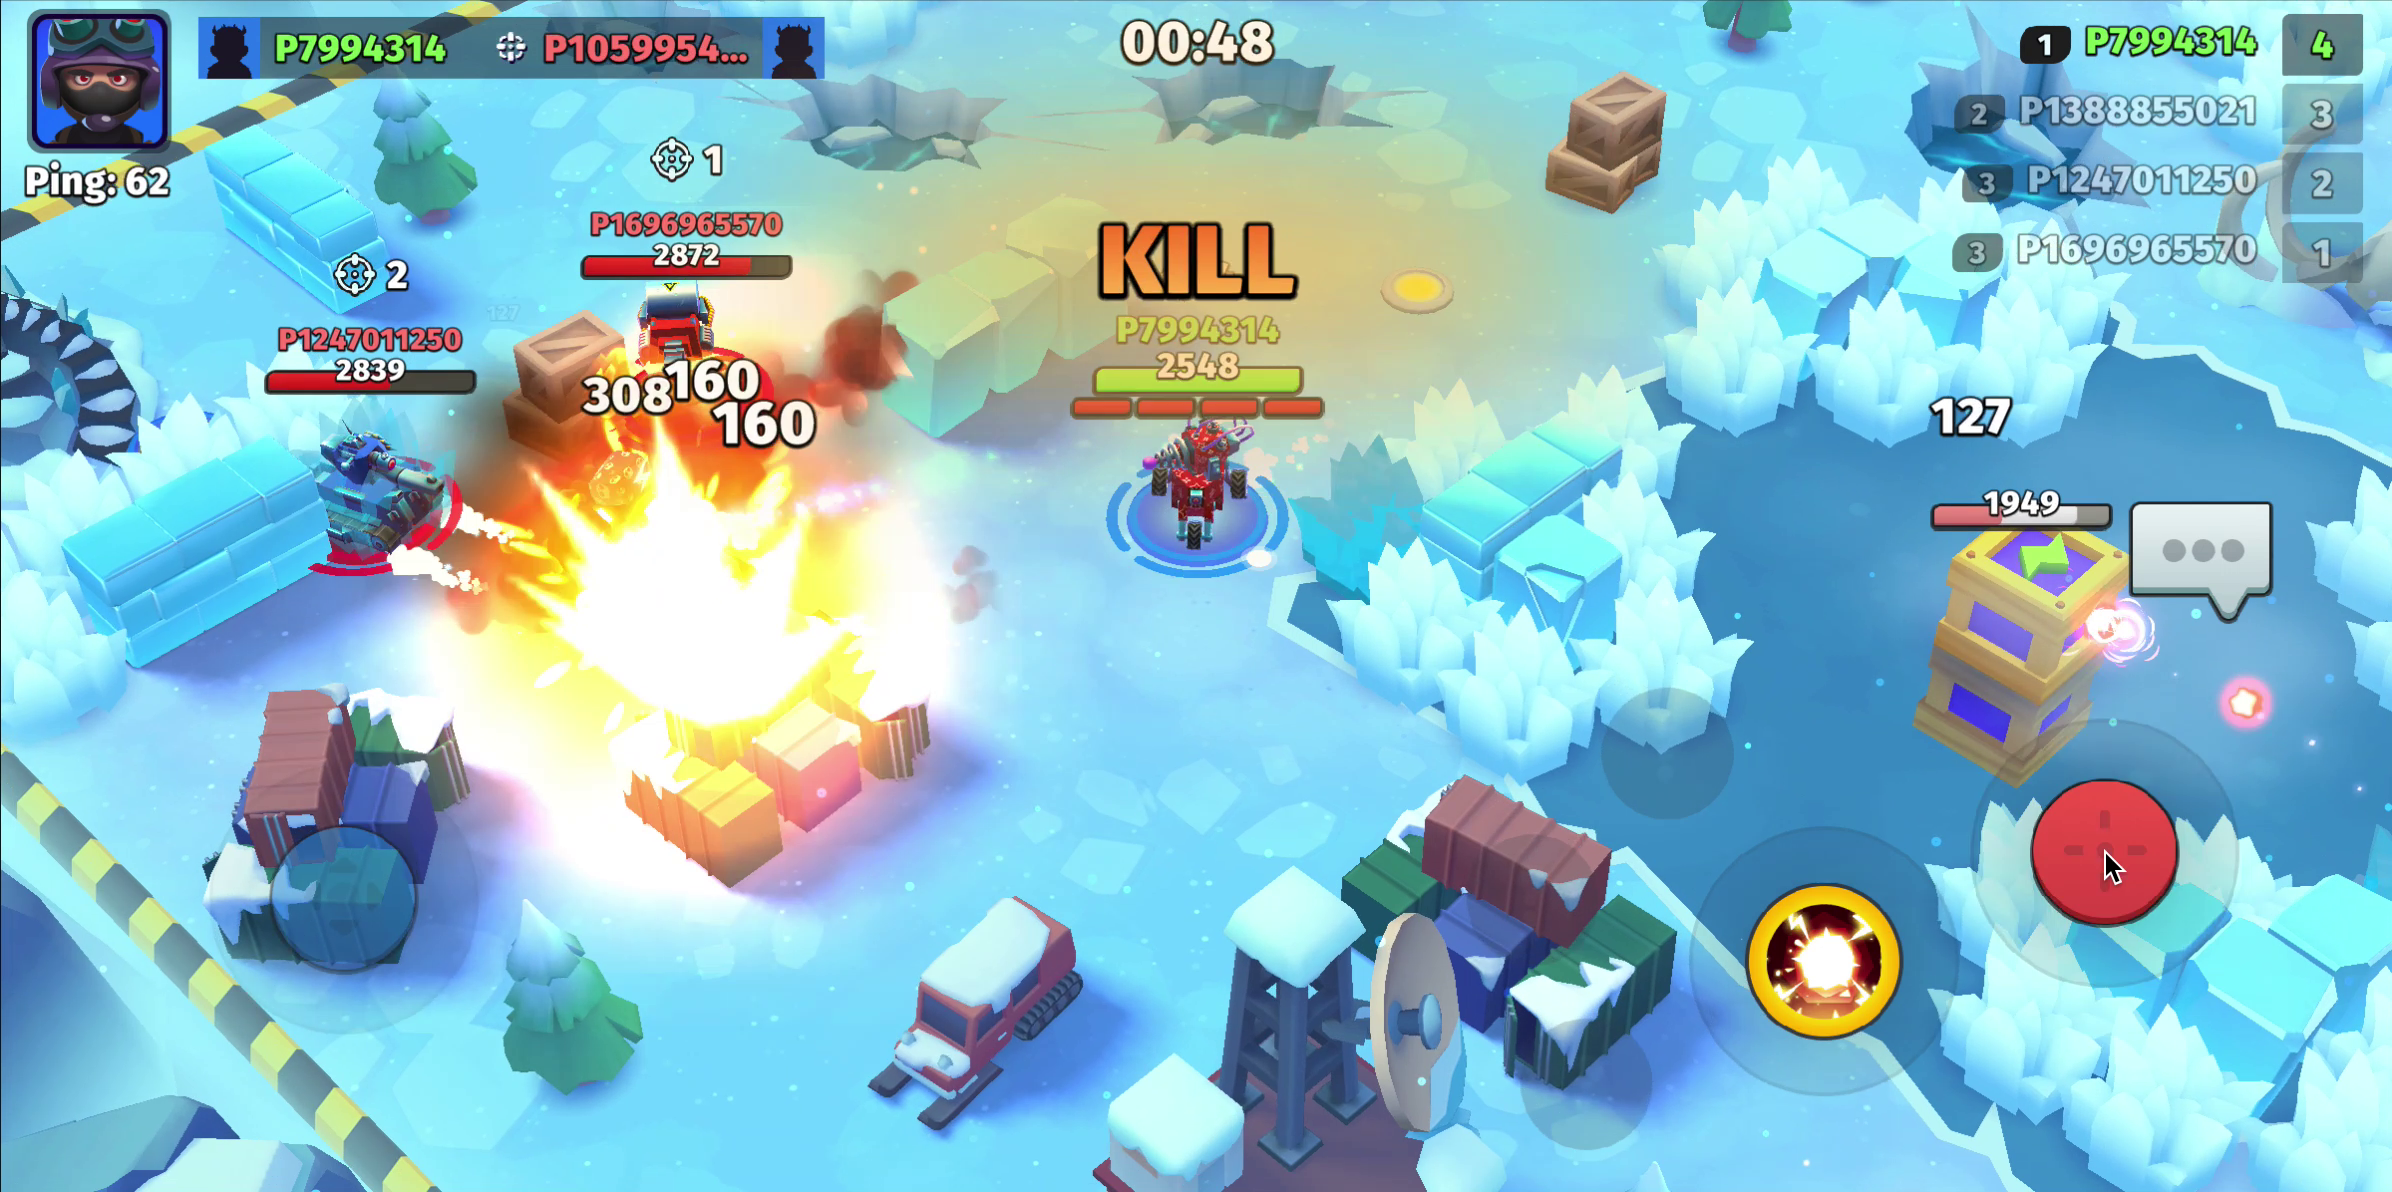 P7994314 P1059954...
00:48
1 P7994314 4
2 P1388855021 3
3 P1247011250 2
3 P1696965570 1
Ping: 62
1
P1696965570
2872
2
P1247011250
2839
127
KILL
P7994314
2548
308
160
160
127
1949